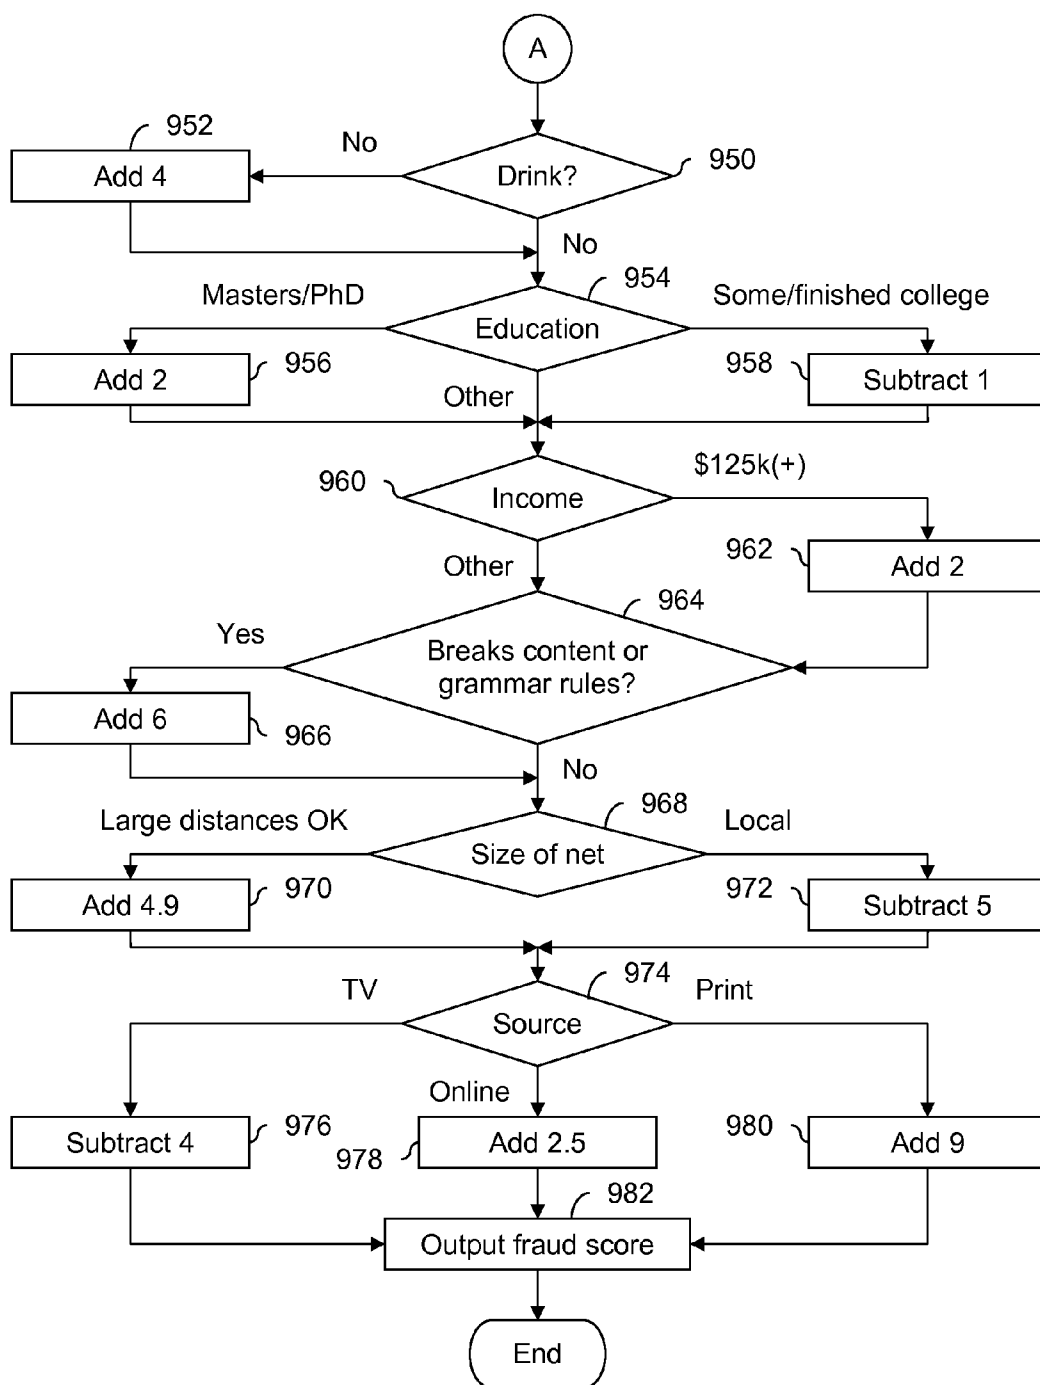 A
952
No
950
Add 4
Drink?
No
954
Masters/PhD
Some/finished college
Education
956
958
Add 2
Subtract 1
Other
$125k(+)
960
Income
962
Other
Add 2
964
Yes
Breaks content or
grammar rules?
Add 6
966
No
968
Large distances OK
Local
Size of net
970
972
Add 4.9
Subtract 5
974
TV
Print
Source
Online
976
980
Subtract 4
978
Add 2.5
Add 9
982
Output fraud score
End